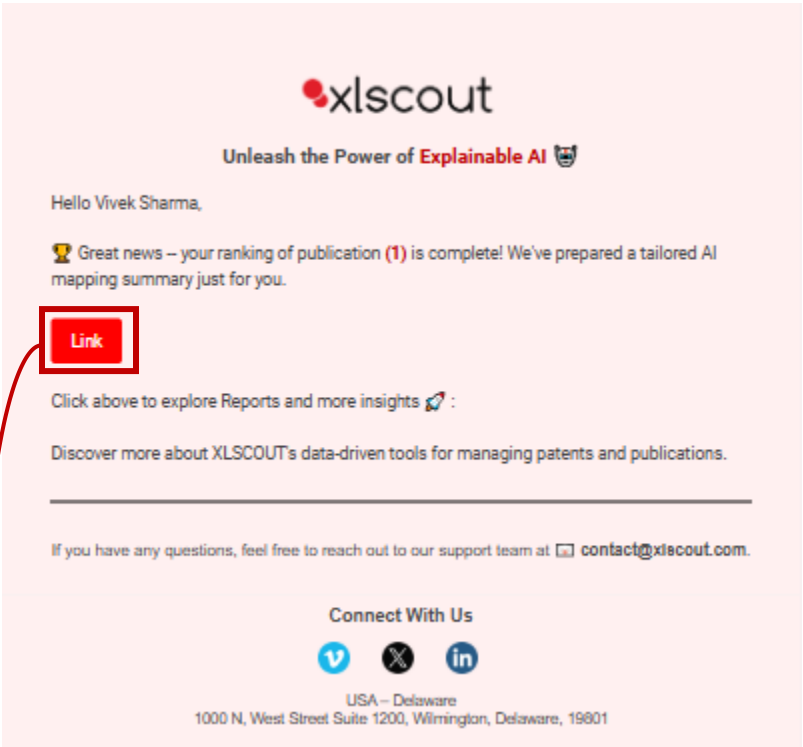 xlscout
Unleash the Power of Explainable AI
Hello Vivek Sharma,
🏆 Great news – your ranking of publication (1) is complete! We've prepared a tailored AI
mapping summary just for you.
Link
Click above to explore Reports and more insights 🚀 :
Discover more about XLSCOUT's data-driven tools for managing patents and publications.
If you have any questions, feel free to reach out to our support team at contact@xlscout.com.
Connect With Us
USA – Delaware
1000 N, West Street Suite 1200, Wilmington, Delaware, 19801